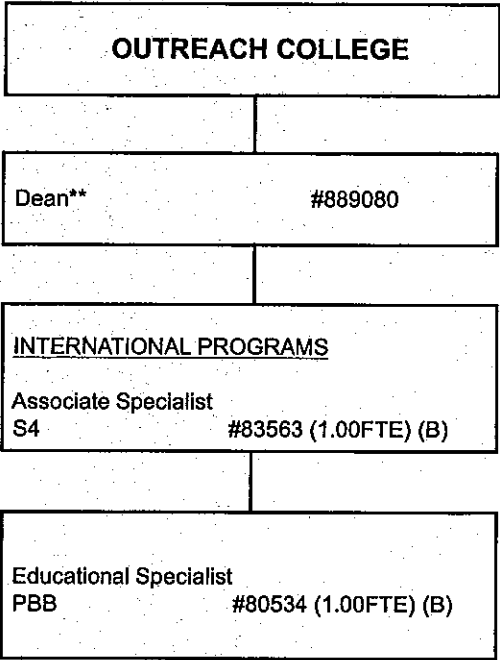 OUTREACH COLLEGE
Dean** #889080
INTERNATIONAL PROGRAMS
Associate Specialist
S4 #83563 (1.00FTE) (B)
Educational Specialist
PBB #80534 (1.00FTE) (B)